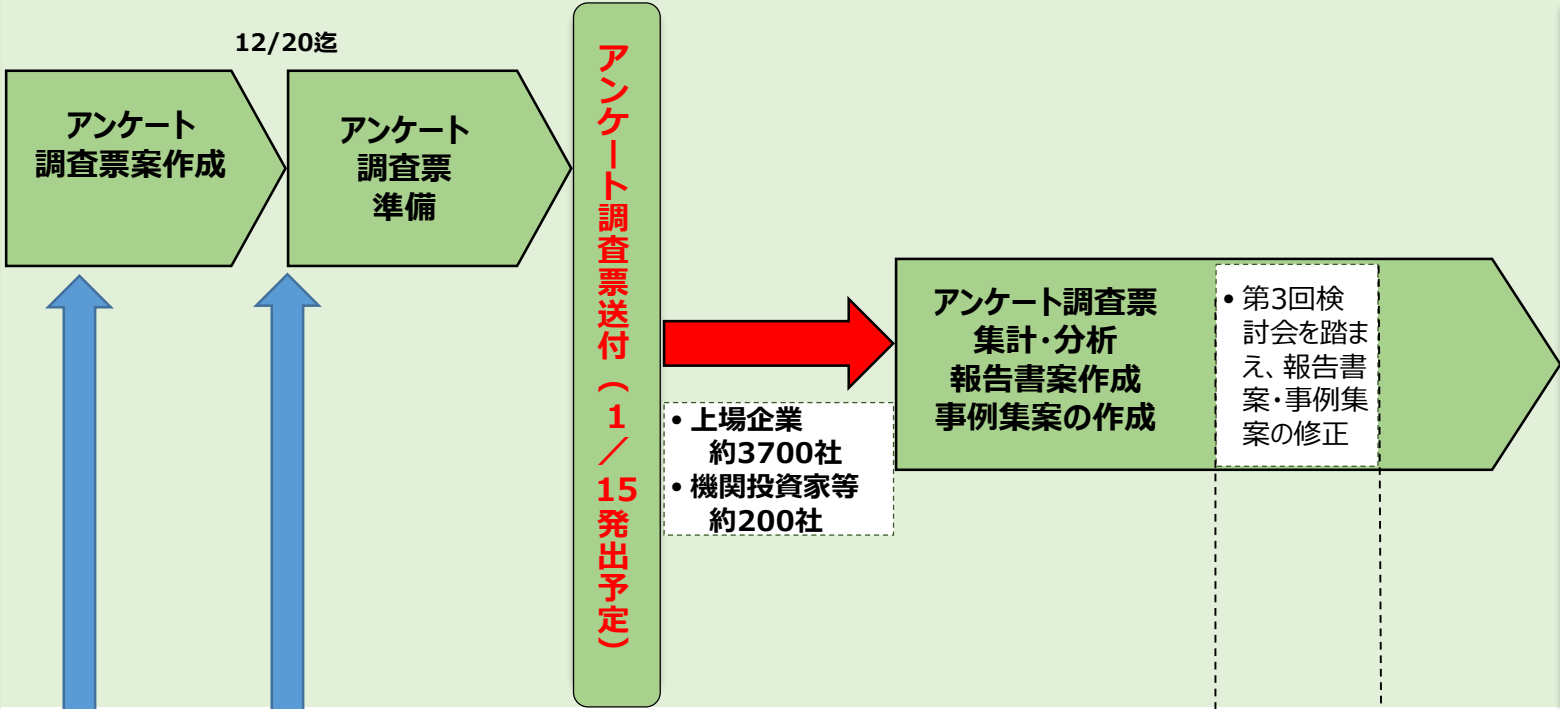 12/20迄
アンケート
調査票案作成
アンケート
調査票
準備
アンケート調査票送付（1／15発出予定）
• 上場企業
約3700社
• 機関投資家等
約200社
アンケート調査票
集計･分析
報告書案作成
事例集案の作成
• 第3回検
討会を踏ま
え、報告書
案･事例集
案の修正